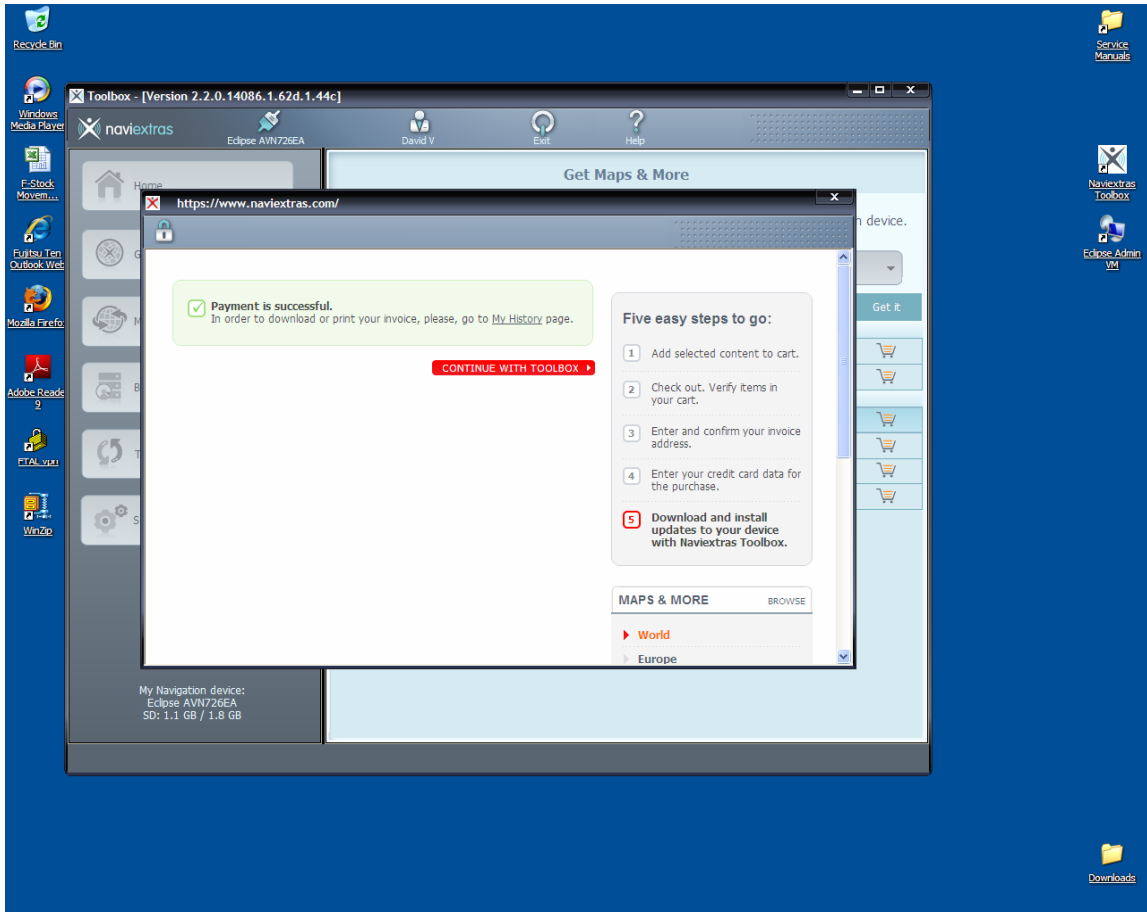 Recycle Bin
Windows
Media Player
F-Stock
Movem...
Fujitsu Ten
Outlook Web
Mozilla Firefo
Adobe Reade
9
FTAL vpn
WinZip
Toolbox - [Version 2.2.0.14086.1.62d.1.44c]
naviextras
Eclipse AVN726EA
David V
Exit
Help
Home
G
M
B
T
S
My Navigation device:
Eclipse AVN726EA
SD: 1.1 GB / 1.8 GB
Get Maps & More
n device.
Get it
https://www.naviextras.com/
Payment is successful.
In order to download or print your invoice, please, go to My History page.
CONTINUE WITH TOOLBOX
Five easy steps to go:
1 Add selected content to cart.
2 Check out. Verify items in
your cart.
3 Enter and confirm your invoice
address.
4 Enter your credit card data for
the purchase.
5 Download and install
updates to your device
with Naviextras Toolbox.
MAPS & MORE BROWSE
World
Europe
Service
Manuals
Naviextras
Toolbox
Eclipse Admin
VM
Downloads